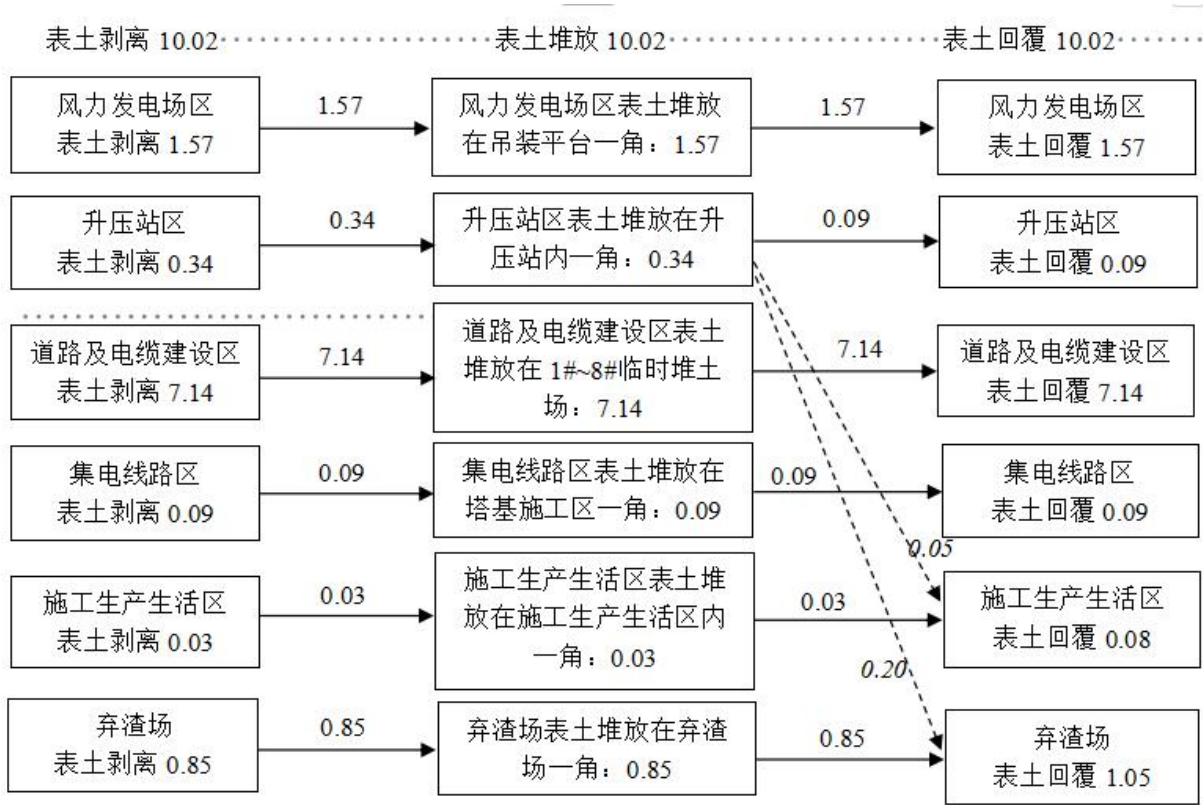 表土剥离 10.02 表土堆放 10.02 表土回覆 10.02
风力发电场区
表土剥离 1.57
1.57
风力发电场区表土堆放
在吊装平台一角：1.57
1.57
风力发电场区
表土回覆 1.57
升压站区
表土剥离 0.34
0.34
升压站区表土堆放在升
压站内一角：0.34
0.09
升压站区
表土回覆 0.09
道路及电缆建设区
表土剥离 7.14
7.14
道路及电缆建设区表土
堆放在 1#~8#临时堆土
场：7.14
7.14
道路及电缆建设区
表土回覆 7.14
集电线路区
表土剥离 0.09
0.09
集电线路区表土堆放在
塔基施工区一角：0.09
0.09
集电线路区
表土回覆 0.09
0.05
施工生产生活区
表土剥离 0.03
0.03
施工生产生活区表土堆
放在施工生产生活区内
一角：0.03
0.03
施工生产生活区
表土回覆 0.08
0.20
弃渣场
表土剥离 0.85
0.85
弃渣场表土堆放在弃渣
场一角：0.85
0.85
弃渣场
表土回覆 1.05